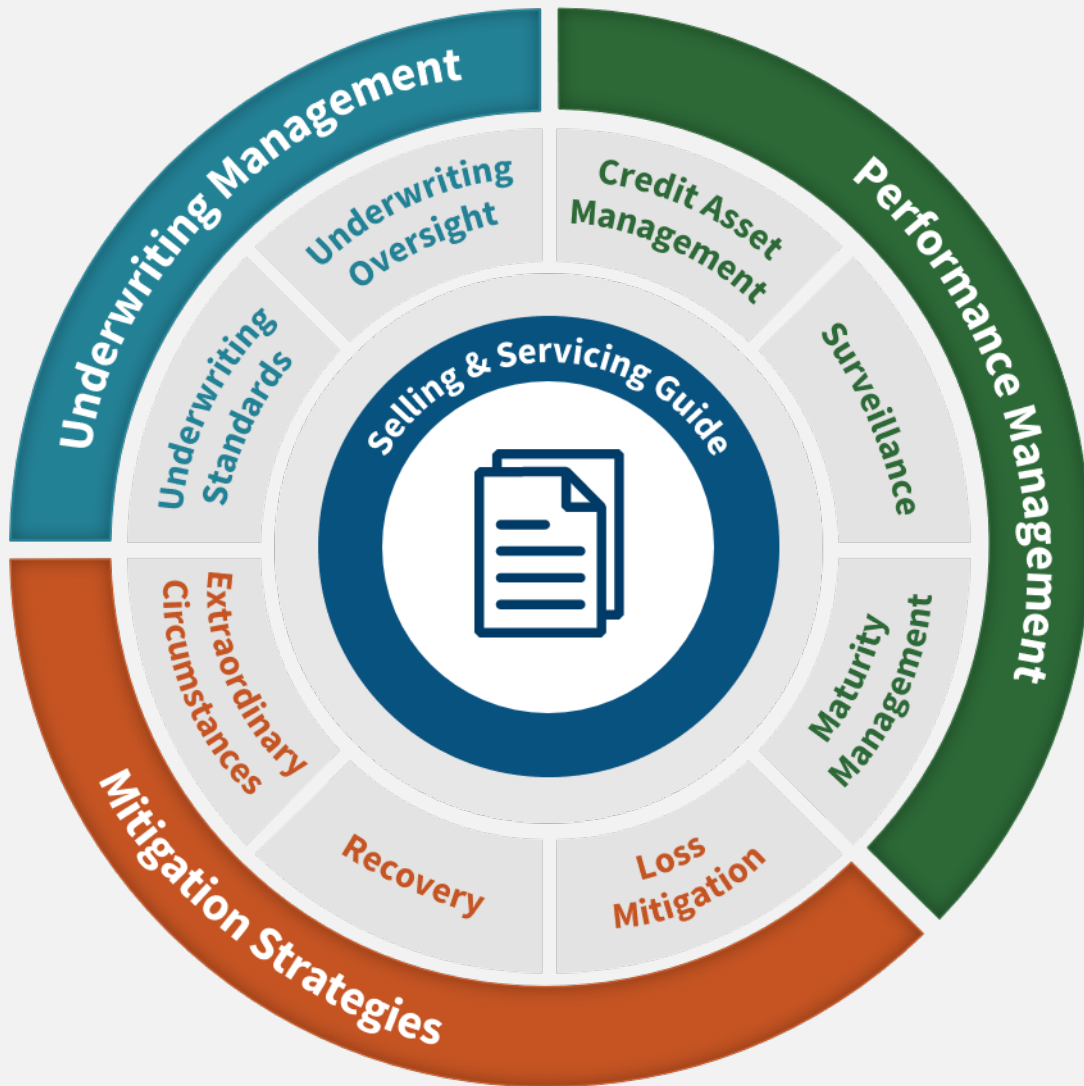 Underwriting Management
Performance Management
Mitigation Strategies
Underwriting
Oversight
Credit Asset
Management
Surveillance
Maturity
Management
Loss
Mitigation
Recovery
Extraordinary
Circumstances
Underwriting
Standards
Selling & Servicing Guide